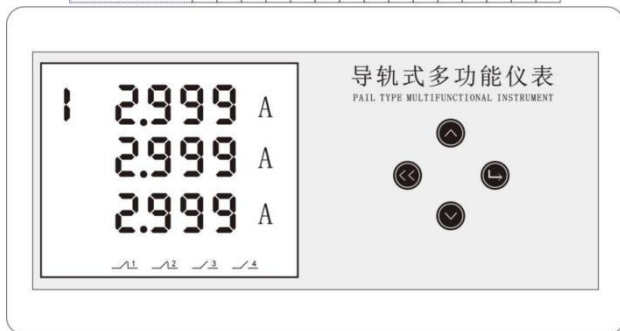 导轨式多功能仪表
PAIL TYPE MULTIFUNCTIONAL INSTRUMENT
1 2.999 A
2.999 A
2.999 A
1 2 3 4